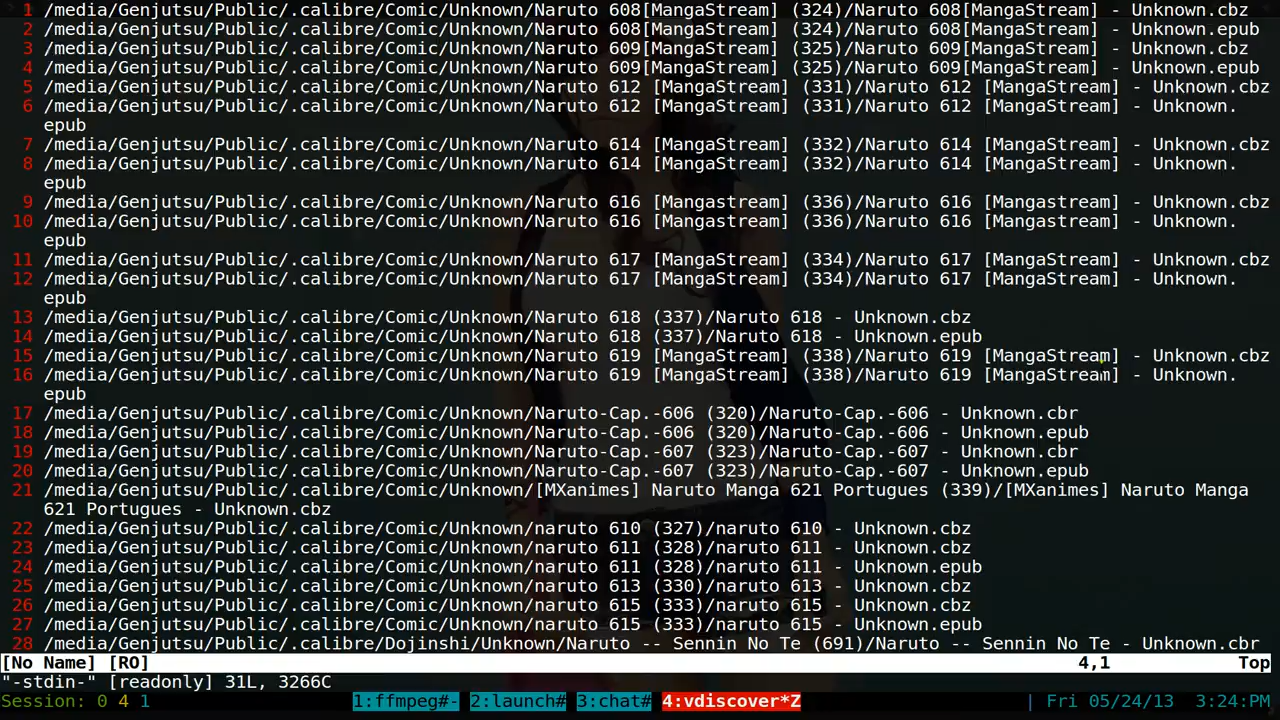 1 /media/Genjutsu/Public/.calibre/Comic/Unknown/Naruto 608[MangaStream] (324)/Naruto 608[MangaStream] - Unknown.cbz
2 /media/Genjutsu/Public/.calibre/Comic/Unknown/Naruto 608[MangaStream] (324)/Naruto 608[MangaStream] - Unknown.epub
3 /media/Genjutsu/Public/.calibre/Comic/Unknown/Naruto 609[MangaStream] (325)/Naruto 609[MangaStream] - Unknown.cbz
4 /media/Genjutsu/Public/.calibre/Comic/Unknown/Naruto 609[MangaStream] (325)/Naruto 609[MangaStream] - Unknown.epub
5 /media/Genjutsu/Public/.calibre/Comic/Unknown/Naruto 612 [MangaStream] (331)/Naruto 612 [MangaStream] - Unknown.cbz
6 /media/Genjutsu/Public/.calibre/Comic/Unknown/Naruto 612 [MangaStream] (331)/Naruto 612 [MangaStream] - Unknown.
epub
7 /media/Genjutsu/Public/.calibre/Comic/Unknown/Naruto 614 [MangaStream] (332)/Naruto 614 [MangaStream] - Unknown.cbz
8 /media/Genjutsu/Public/.calibre/Comic/Unknown/Naruto 614 [MangaStream] (332)/Naruto 614 [MangaStream] - Unknown.
epub
9 /media/Genjutsu/Public/.calibre/Comic/Unknown/Naruto 616 [Mangastream] (336)/Naruto 616 [Mangastream] - Unknown.cbz
10 /media/Genjutsu/Public/.calibre/Comic/Unknown/Naruto 616 [Mangastream] (336)/Naruto 616 [Mangastream] - Unknown.
epub
11 /media/Genjutsu/Public/.calibre/Comic/Unknown/Naruto 617 [MangaStream] (334)/Naruto 617 [MangaStream] - Unknown.cbz
12 /media/Genjutsu/Public/.calibre/Comic/Unknown/Naruto 617 [MangaStream] (334)/Naruto 617 [MangaStream] - Unknown.
epub
13 /media/Genjutsu/Public/.calibre/Comic/Unknown/Naruto 618 (337)/Naruto 618 - Unknown.cbz
14 /media/Genjutsu/Public/.calibre/Comic/Unknown/Naruto 618 (337)/Naruto 618 - Unknown.epub
15 /media/Genjutsu/Public/.calibre/Comic/Unknown/Naruto 619 [MangaStream] (338)/Naruto 619 [MangaStream] - Unknown.cbz
16 /media/Genjutsu/Public/.calibre/Comic/Unknown/Naruto 619 [MangaStream] (338)/Naruto 619 [MangaStream] - Unknown.
epub
17 /media/Genjutsu/Public/.calibre/Comic/Unknown/Naruto-Cap.-606 (320)/Naruto-Cap.-606 - Unknown.cbr
18 /media/Genjutsu/Public/.calibre/Comic/Unknown/Naruto-Cap.-606 (320)/Naruto-Cap.-606 - Unknown.epub
19 /media/Genjutsu/Public/.calibre/Comic/Unknown/Naruto-Cap.-607 (323)/Naruto-Cap.-607 - Unknown.cbr
20 /media/Genjutsu/Public/.calibre/Comic/Unknown/Naruto-Cap.-607 (323)/Naruto-Cap.-607 - Unknown.epub
21 /media/Genjutsu/Public/.calibre/Comic/Unknown/[MXanimes] Naruto Manga 621 Portugues (339)/[MXanimes] Naruto Manga
621 Portugues - Unknown.cbz
22 /media/Genjutsu/Public/.calibre/Comic/Unknown/naruto 610 (327)/naruto 610 - Unknown.cbz
23 /media/Genjutsu/Public/.calibre/Comic/Unknown/naruto 611 (328)/naruto 611 - Unknown.cbz
24 /media/Genjutsu/Public/.calibre/Comic/Unknown/naruto 611 (328)/naruto 611 - Unknown.epub
25 /media/Genjutsu/Public/.calibre/Comic/Unknown/naruto 613 (330)/naruto 613 - Unknown.cbz
26 /media/Genjutsu/Public/.calibre/Comic/Unknown/naruto 615 (333)/naruto 615 - Unknown.cbz
27 /media/Genjutsu/Public/.calibre/Comic/Unknown/naruto 615 (333)/naruto 615 - Unknown.epub
28 /media/Genjutsu/Public/.calibre/Dojinshi/Unknown/Naruto -- Sennin No Te (691)/Naruto -- Sennin No Te - Unknown.cbr
[No Name] [RO] 4,1 Top
"-stdin-" [readonly] 31L, 3266C
Session: 0 4 1 1:ffmpeg#- 2:launch# 3:chat# 4:vdiscover*Z | Fri 05/24/13 | 3:24:PM